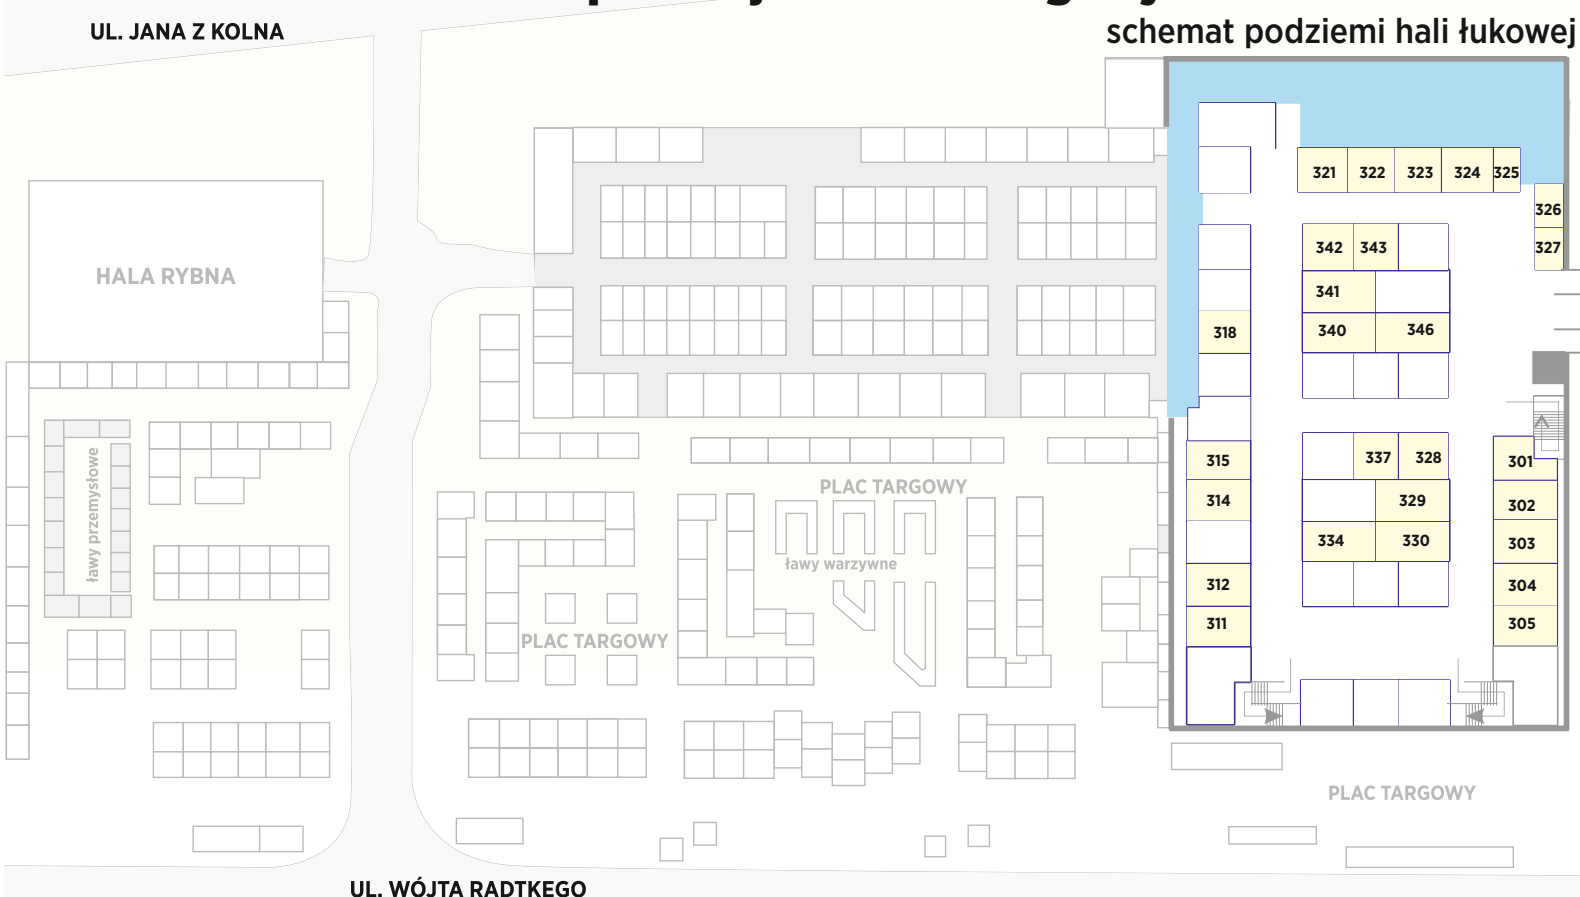 UL. JANA Z KOLNA
schemat podziemi hali łukowej
HALA RYBNA
321 322 323 324 325
326
342 343 327
341
318 340 346
315 337 328 301
314 329 302
334 330 303
312 304
311 305
ławy przemysłowe
PLAC TARGOWY
ławy warzywne
PLAC TARGOWY
PLAC TARGOWY
UL. WÓJTA RADTKEGO